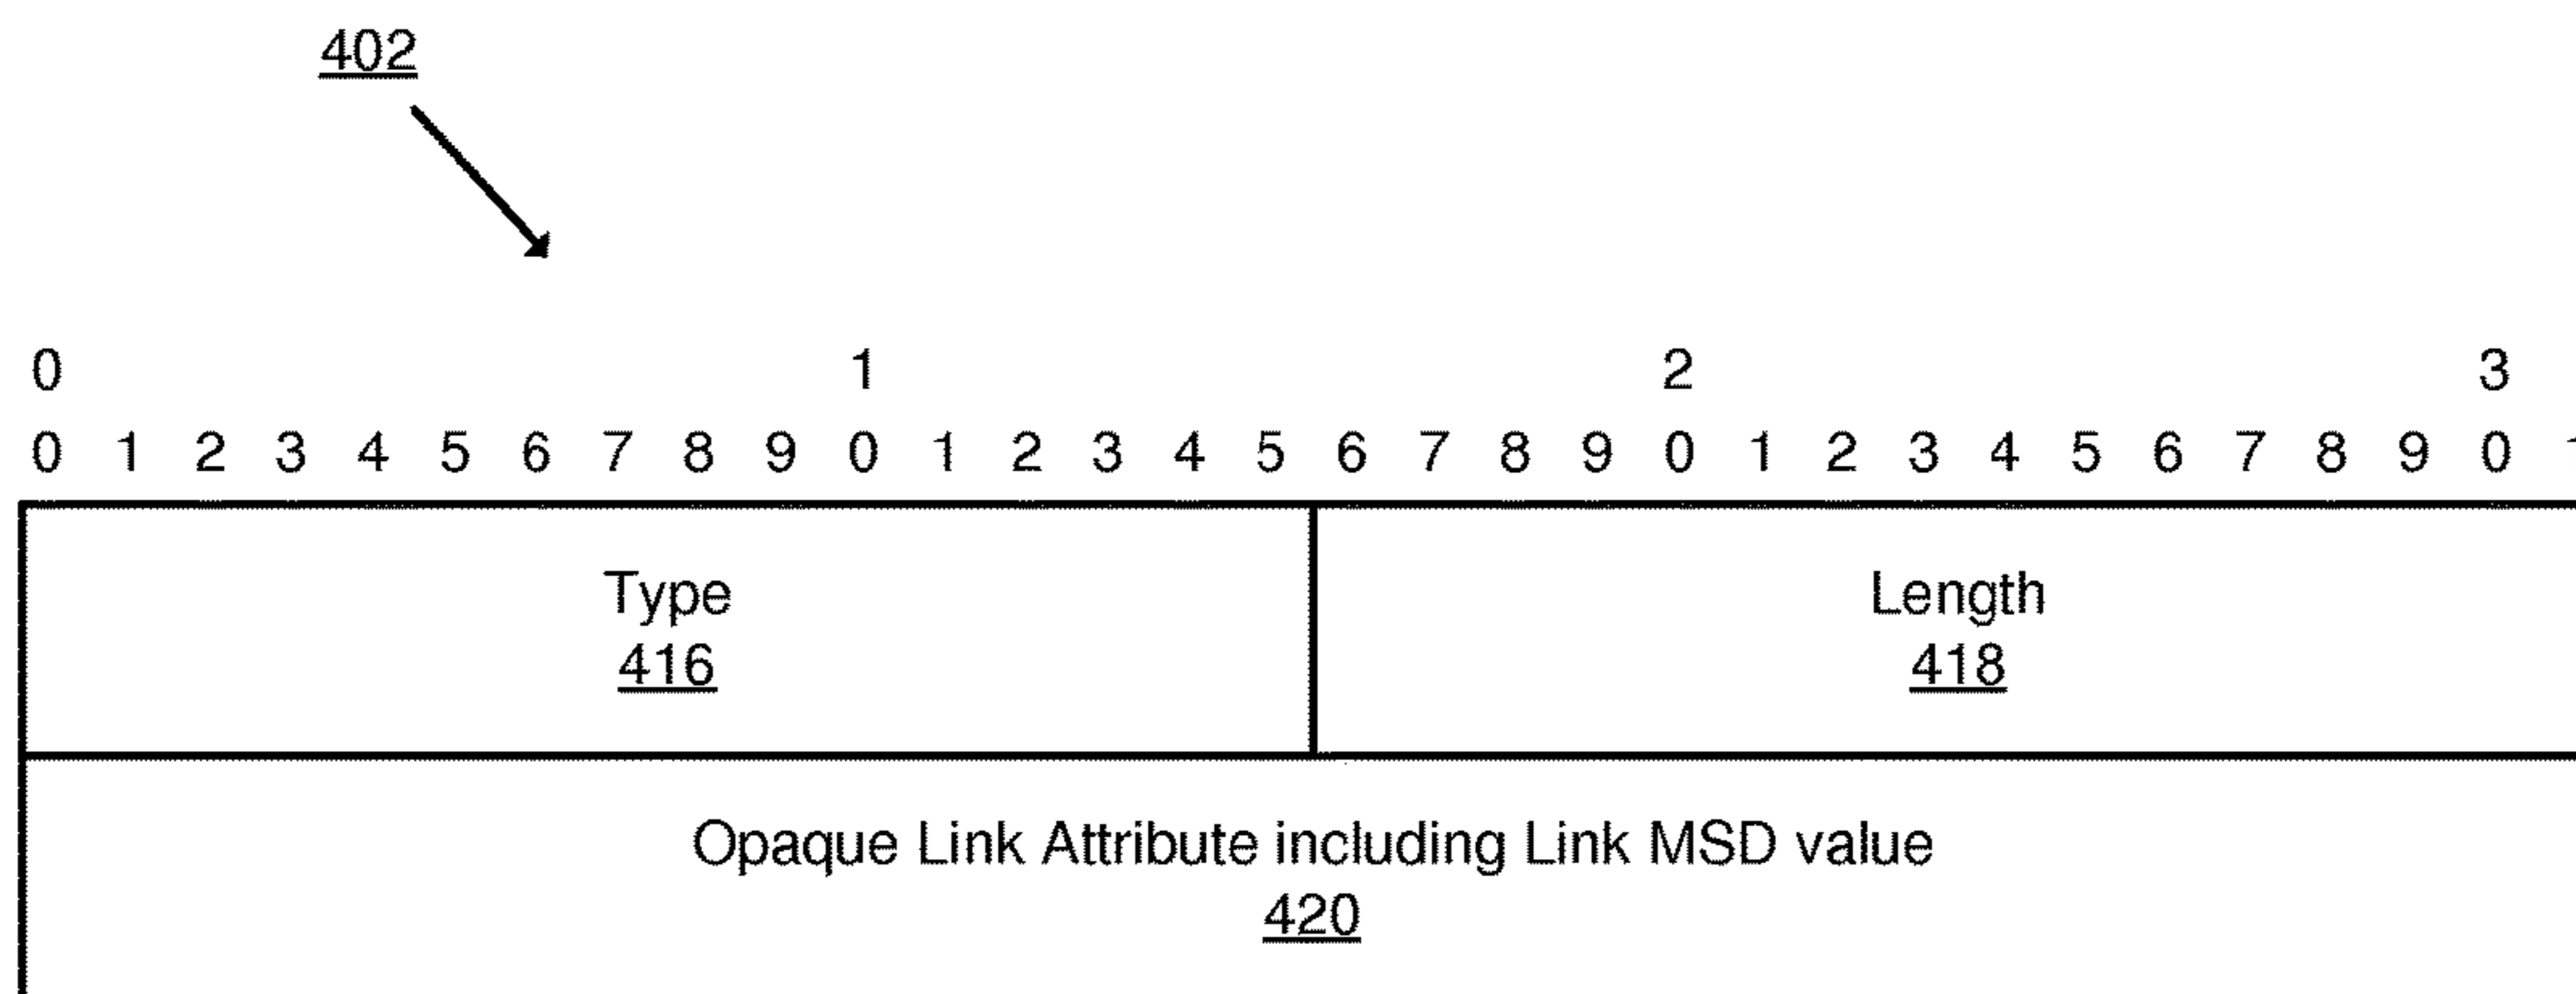 402
0 1 2 3
0 1 2 3 4 5 6 7 8 9 0 1 2 3 4 5 6 7 8 9 0 1 2 3 4 5 6 7 8 9 0 1
Type Length
416 418
Opaque Link Attribute including Link MSD value
420